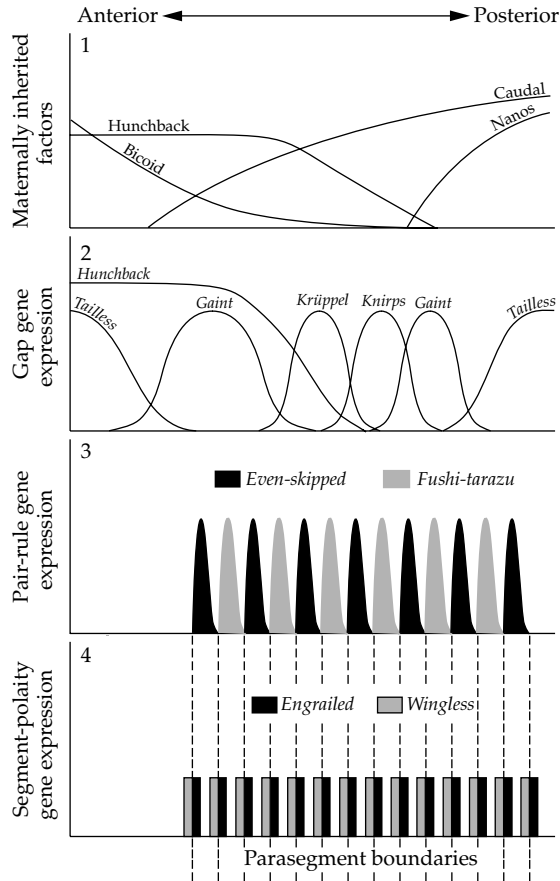 Anterior Posterior
Maternally inherited
factors
1
Hunchback
Bicoid
Caudal
Nanos
Gap gene
expression
2
Hunchback
Tailless
Gaint
Krüppel
Knirps
Gaint
Tailless
Pair-rule gene
expression
3
Even-skipped
Fushi-tarazu
Segment-polaity
gene expression
4
Engrailed
Wingless
Parasegment boundaries